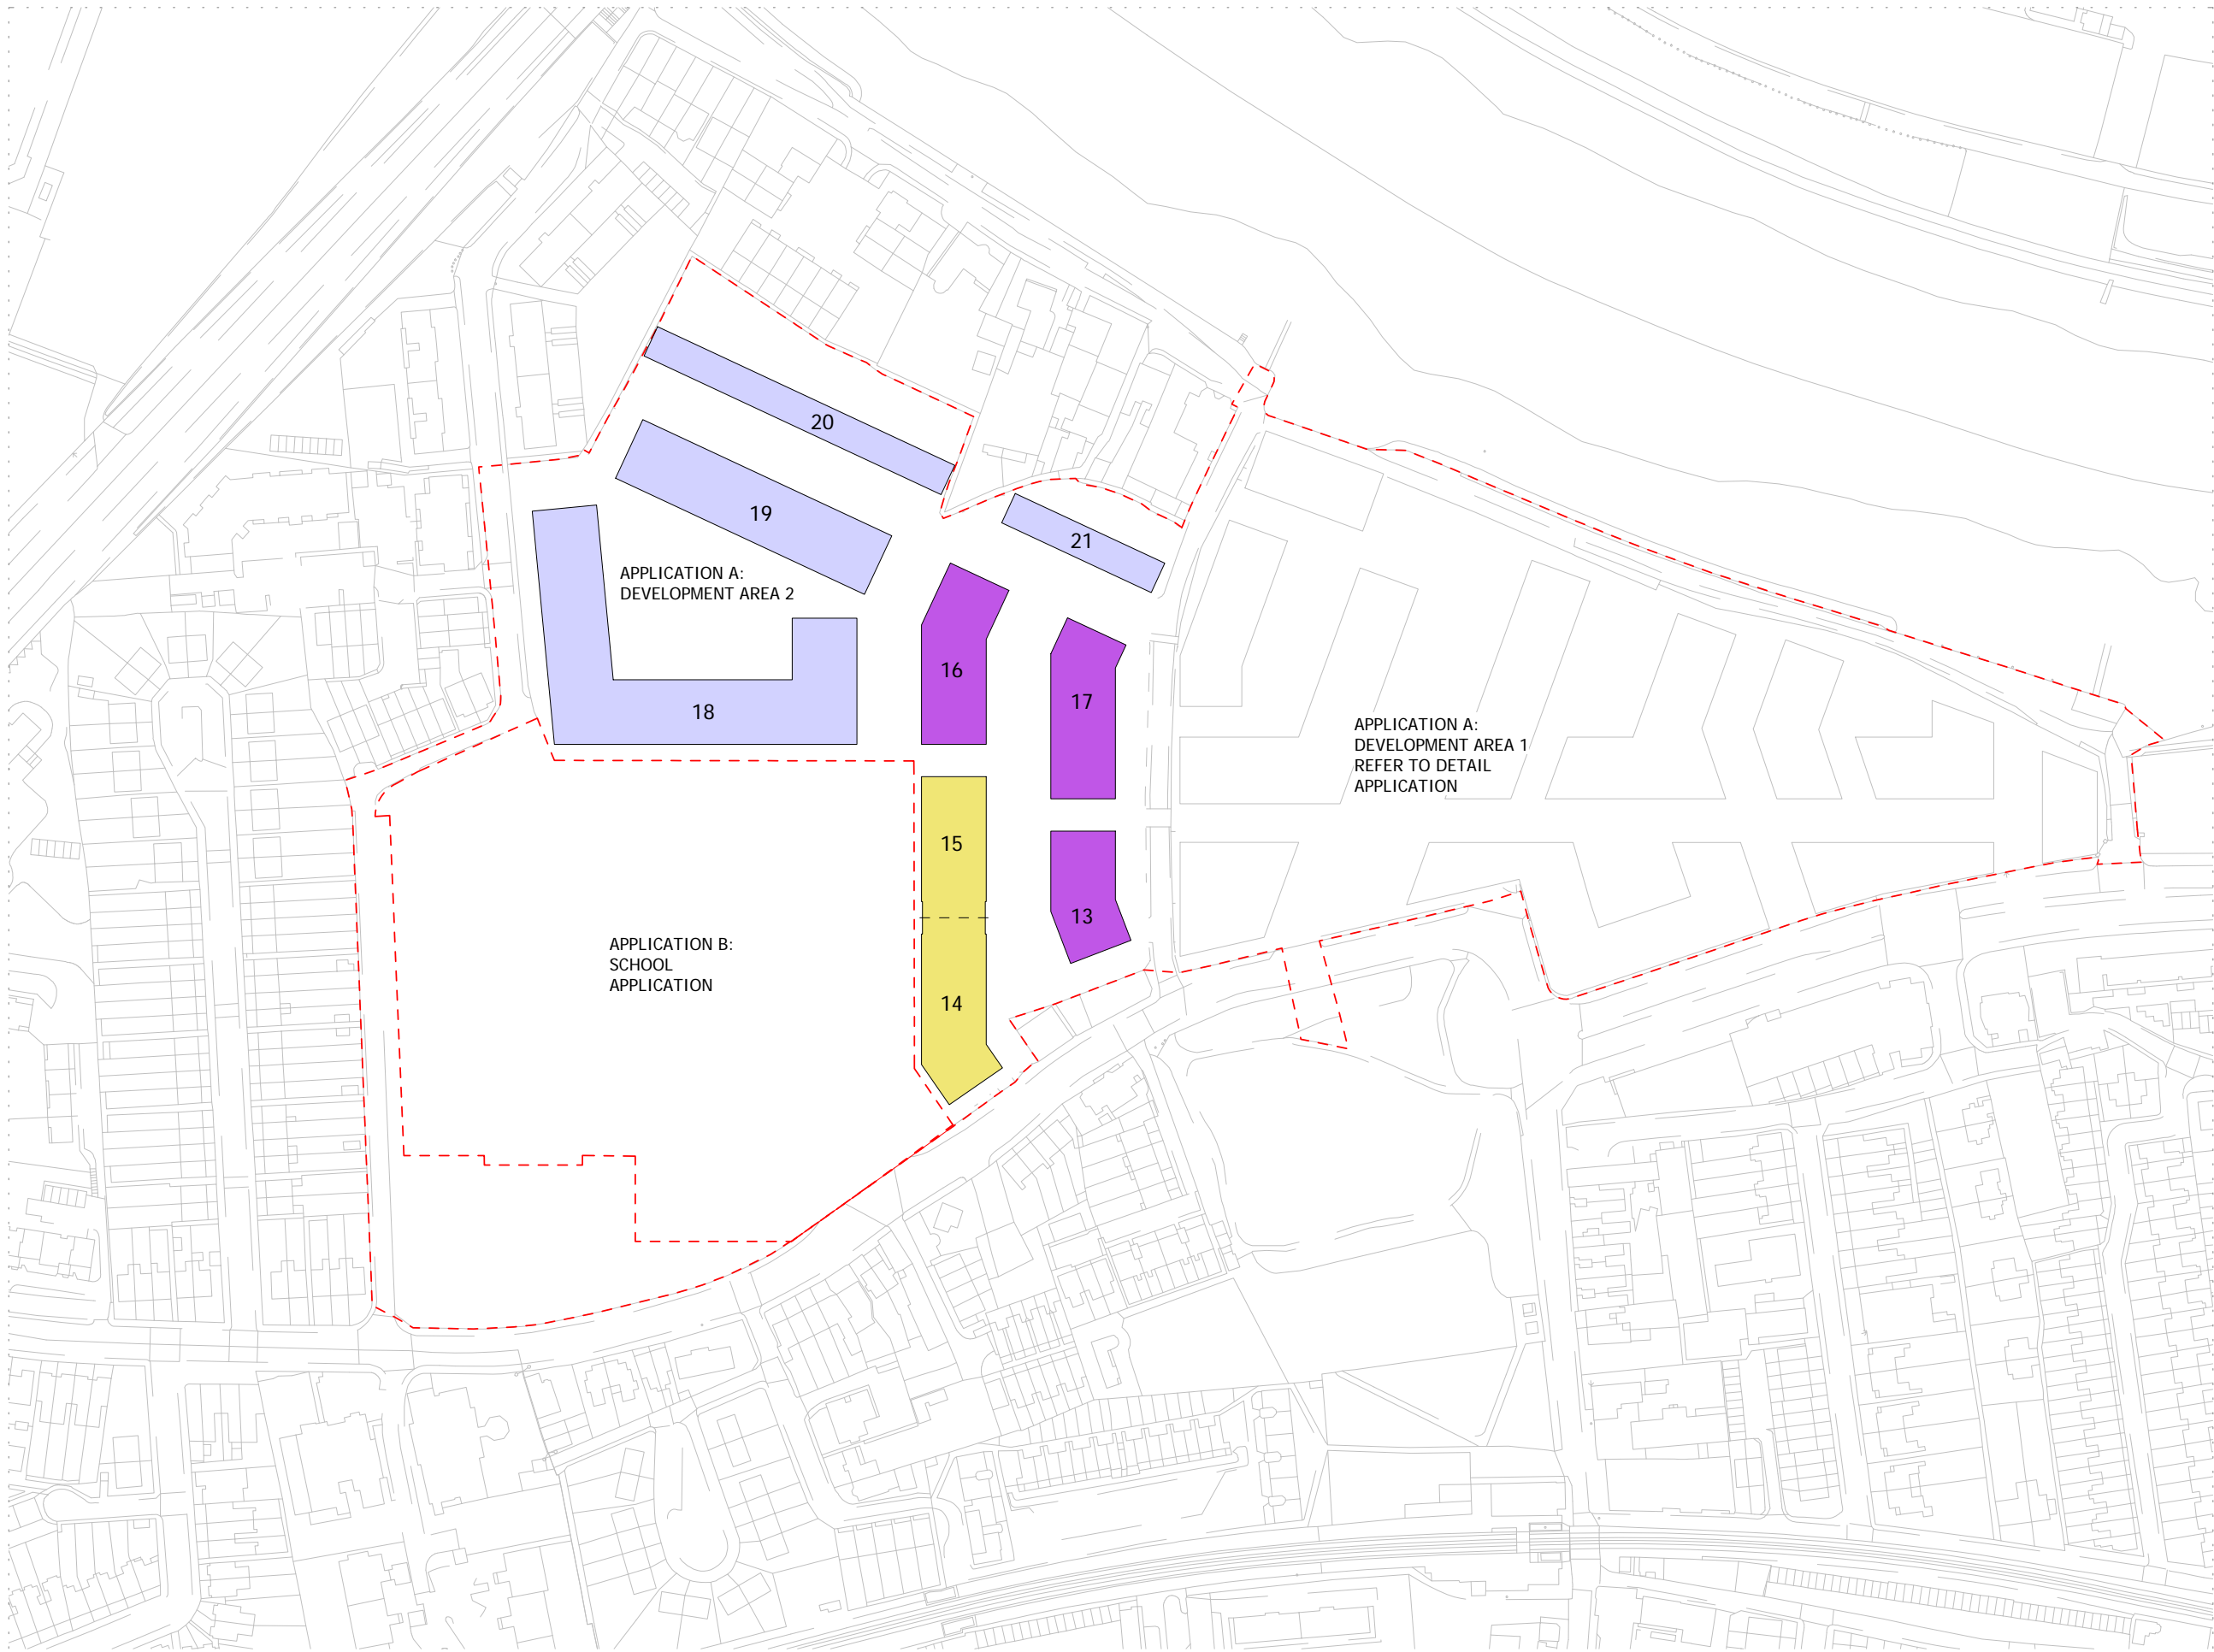 20
19
21
APPLICATION A:
DEVELOPMENT AREA 2
16
17
18
APPLICATION A:
DEVELOPMENT AREA 1
REFER TO DETAIL
APPLICATION
15
13
APPLICATION B:
SCHOOL
APPLICATION
14